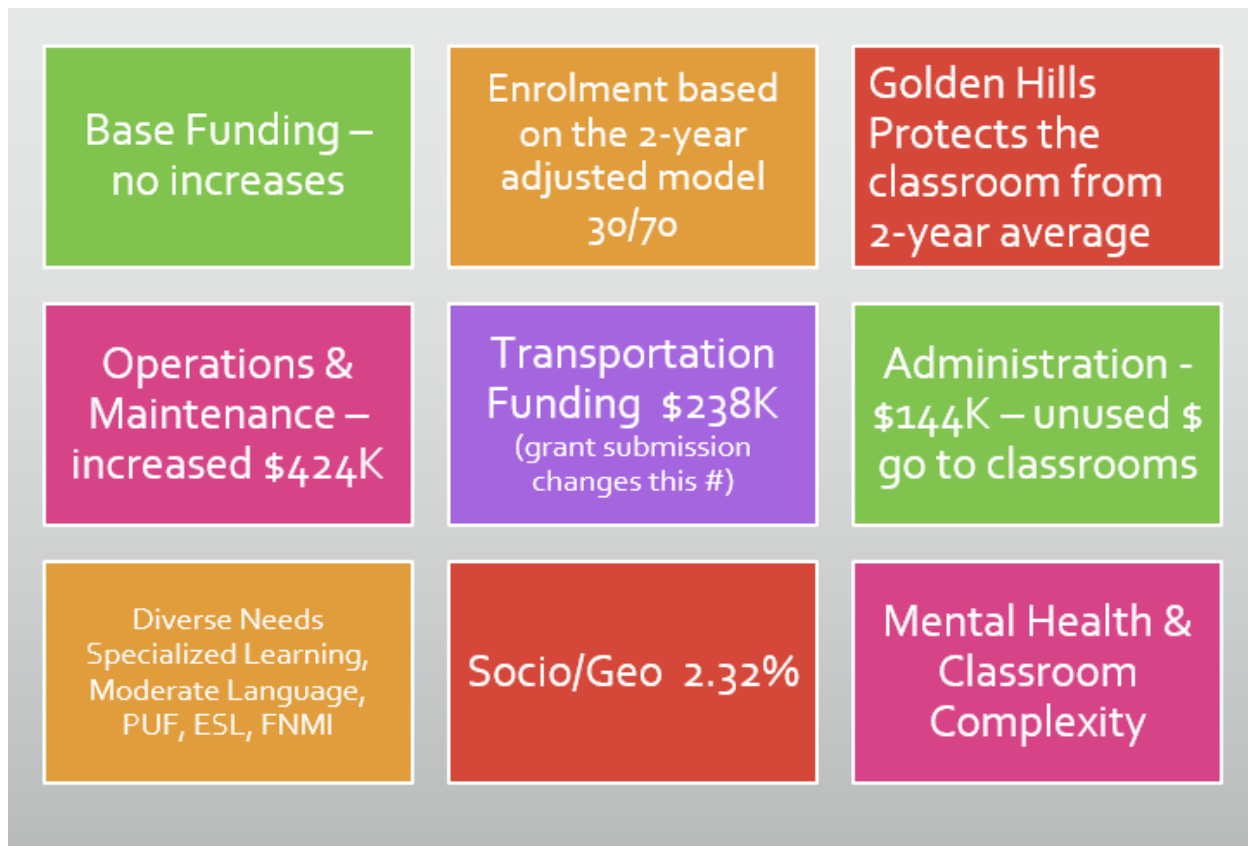 Base Funding –
no increases
Enrolment based
on the 2-year
adjusted model
30/70
Golden Hills
Protects the
classroom from
2-year average
Operations &
Maintenance –
increased $424K
Transportation
Funding $238K
(grant submission
changes this #)
Administration -
$144K – unused $
go to classrooms
Diverse Needs
Specialized Learning,
Moderate Language,
PUF, ESL, FNMI
Socio/Geo 2.32%
Mental Health &
Classroom
Complexity